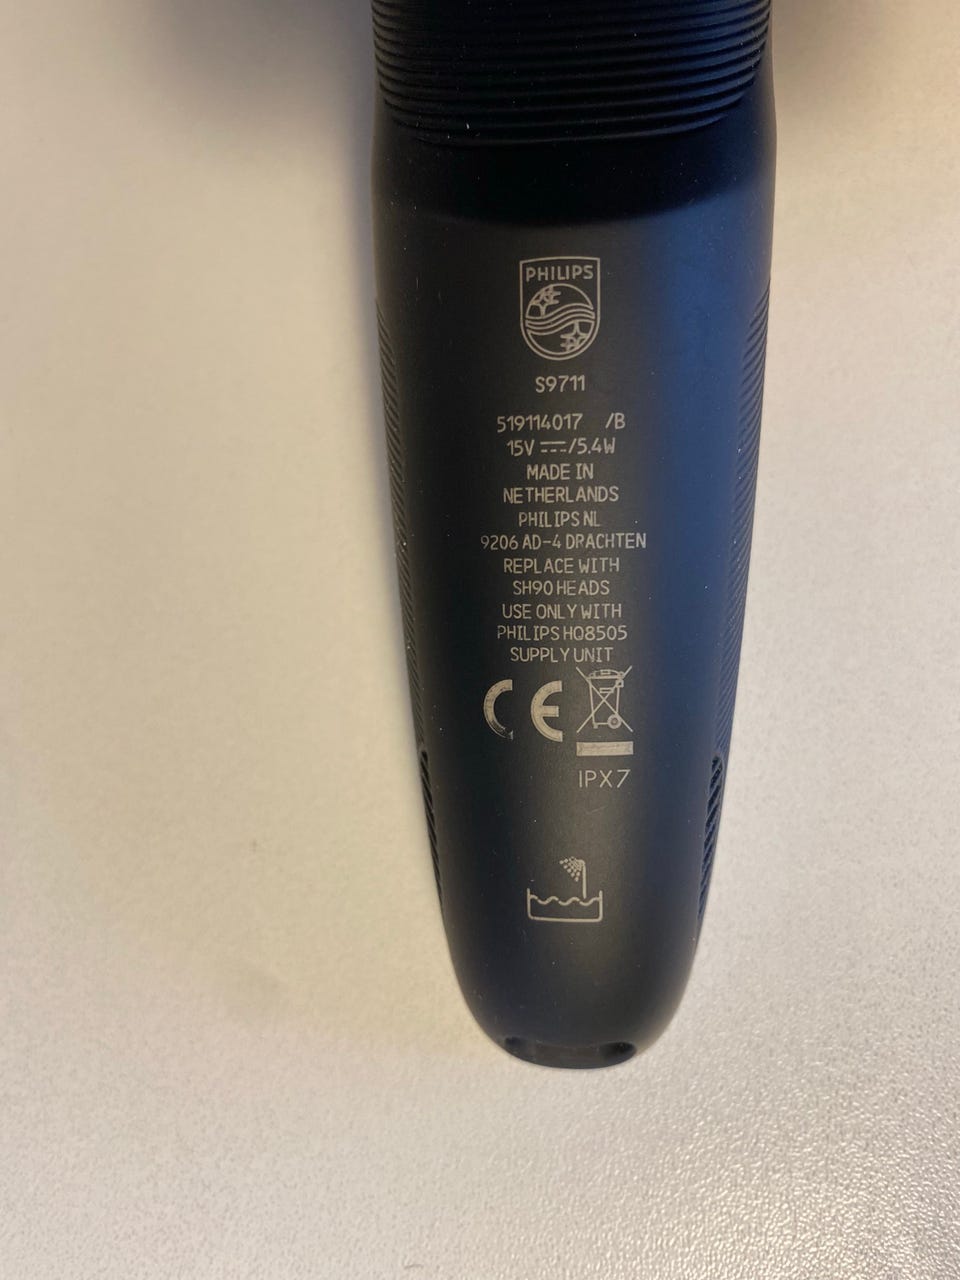 PHILIPS
S9711
519114017 /B
15V ⎓/5.4W
MADE IN
NETHERLANDS
PHILIPS NL
9206 AD-4 DRACHTEN
REPLACE WITH
SH90 HEADS
USE ONLY WITH
PHILIPS HQ8505
SUPPLY UNIT
CE
IPX7